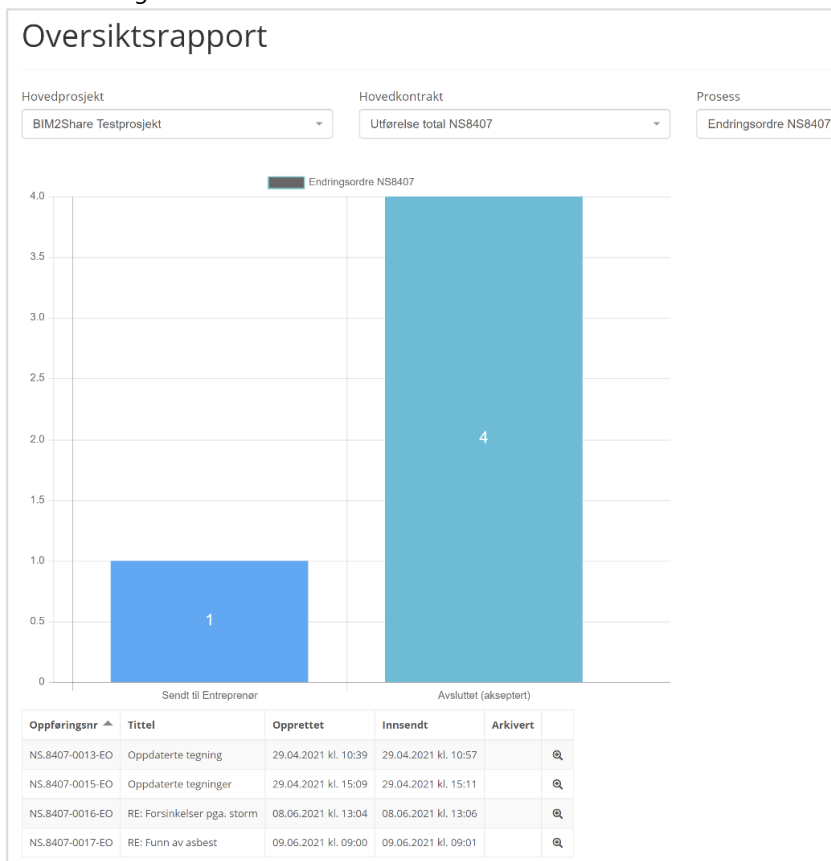 Oversiktsrapport
Hovedprosjekt Hovedkontrakt Prosess
BIM2Share Testprosjekt Utførelse total NS8407 Endringsordre NS8407
Endringsordre NS8407
4.0
3.5
3.0
2.5
2.0
4
1.5
1.0
0.5
1
0
Sendt til Entreprenør Avsluttet (akseptert)
Oppføringsnr Tittel Opprettet Innsendt Arkivert
NS.8407-0013-EO Oppdaterte tegning 29.04.2021 kl. 10:39 29.04.2021 kl. 10:57
NS.8407-0015-EO Oppdaterte tegninger 29.04.2021 kl. 15:09 29.04.2021 kl. 15:11
NS.8407-0016-EO RE: Forsinkelser pga. storm 08.06.2021 kl. 13:04 08.06.2021 kl. 13:06
NS.8407-0017-EO RE: Funn av asbest 09.06.2021 kl. 09:00 09.06.2021 kl. 09:01